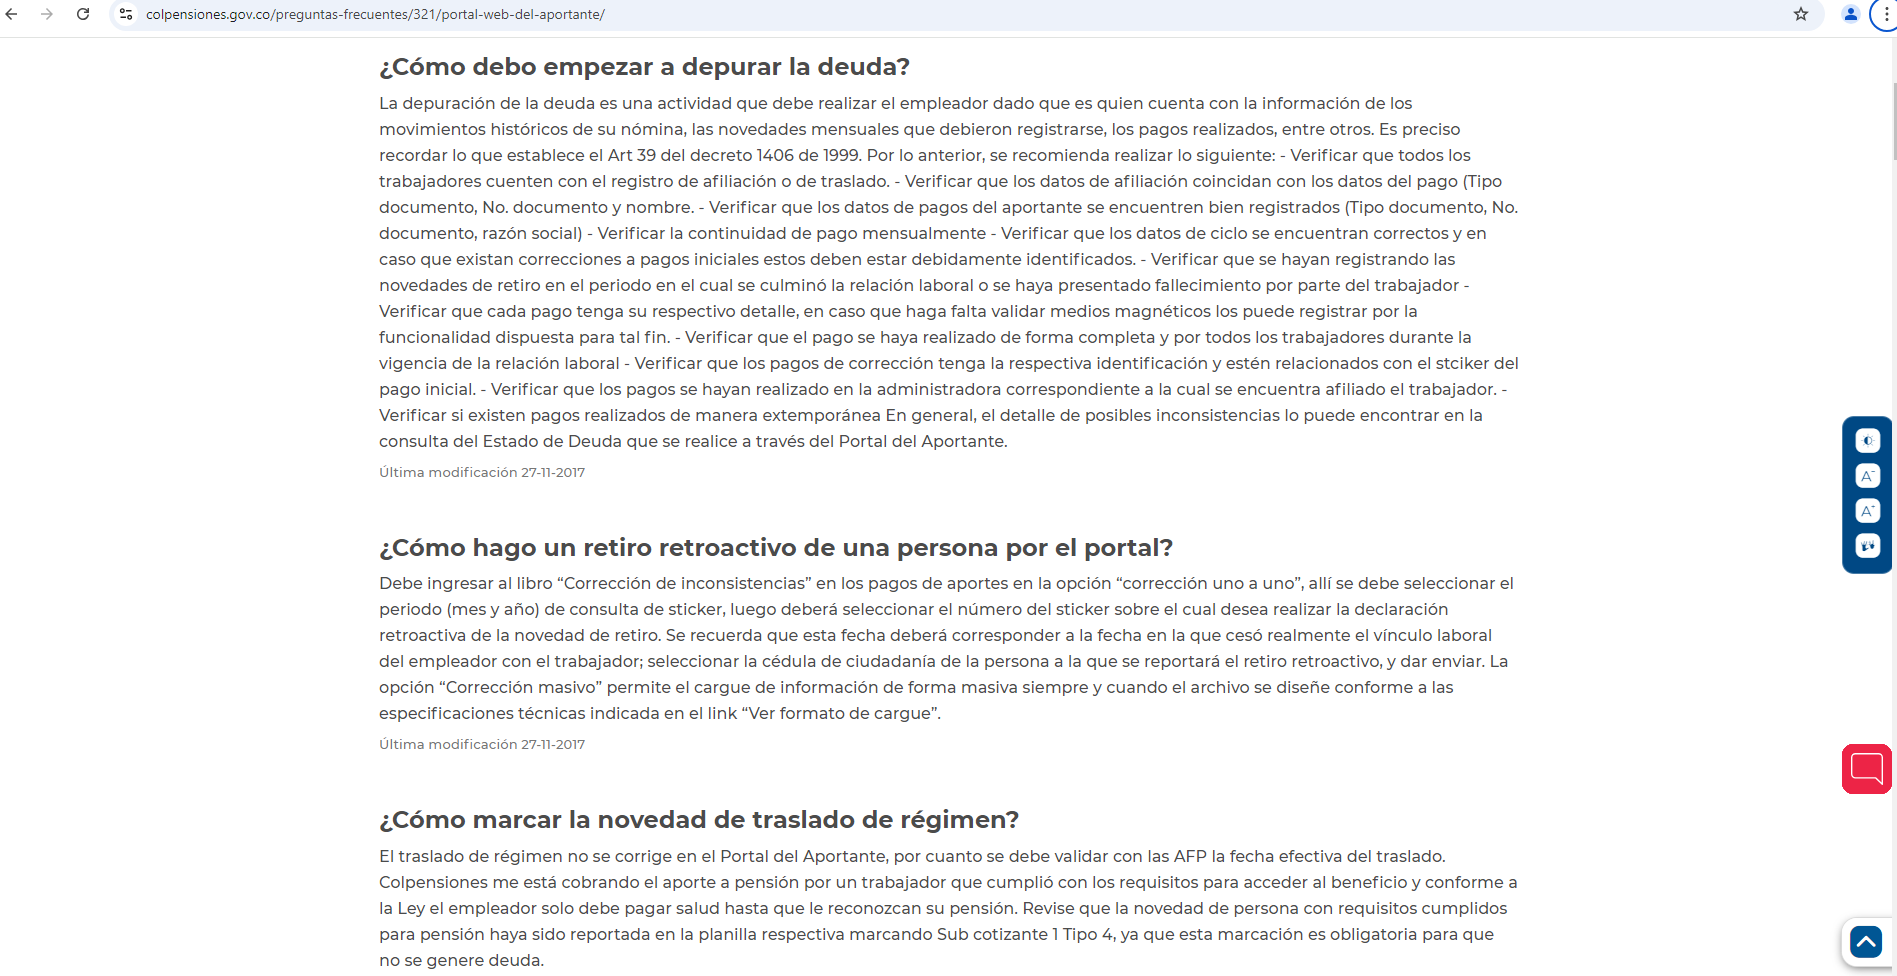 colpensiones.gov.co/preguntas-frecuentes/321/portal-web-del-aportante/
¿Cómo debo empezar a depurar la deuda?
La depuración de la deuda es una actividad que debe realizar el empleador dado que es quien cuenta con la información de los
movimientos históricos de su nómina, las novedades mensuales que debieron registrarse, los pagos realizados, entre otros. Es preciso
recordar lo que establece el Art 39 del decreto 1406 de 1999. Por lo anterior, se recomienda realizar lo siguiente: - Verificar que todos los
trabajadores cuenten con el registro de afiliación o de traslado. - Verificar que los datos de afiliación coincidan con los datos del pago (Tipo
documento, No. documento y nombre. - Verificar que los datos de pagos del aportante se encuentren bien registrados (Tipo documento, No.
documento, razón social) - Verificar la continuidad de pago mensualmente - Verificar que los datos de ciclo se encuentran correctos y en
caso que existan correcciones a pagos iniciales estos deben estar debidamente identificados. - Verificar que se hayan registrando las
novedades de retiro en el periodo en el cual se culminó la relación laboral o se haya presentado fallecimiento por parte del trabajador -
Verificar que cada pago tenga su respectivo detalle, en caso que haga falta validar medios magnéticos los puede registrar por la
funcionalidad dispuesta para tal fin. - Verificar que el pago se haya realizado de forma completa y por todos los trabajadores durante la
vigencia de la relación laboral - Verificar que los pagos de corrección tenga la respectiva identificación y estén relacionados con el stciker del
pago inicial. - Verificar que los pagos se hayan realizado en la administradora correspondiente a la cual se encuentra afiliado el trabajador. -
Verificar si existen pagos realizados de manera extemporánea En general, el detalle de posibles inconsistencias lo puede encontrar en la
consulta del Estado de Deuda que se realice a través del Portal del Aportante.
Última modificación 27-11-2017
¿Cómo hago un retiro retroactivo de una persona por el portal?
Debe ingresar al libro “Corrección de inconsistencias” en los pagos de aportes en la opción “corrección uno a uno”, allí se debe seleccionar el
periodo (mes y año) de consulta de sticker, luego deberá seleccionar el número del sticker sobre el cual desea realizar la declaración
retroactiva de la novedad de retiro. Se recuerda que esta fecha deberá corresponder a la fecha en la que cesó realmente el vínculo laboral
del empleador con el trabajador; seleccionar la cédula de ciudadanía de la persona a la que se reportará el retiro retroactivo, y dar enviar. La
opción “Corrección masivo” permite el cargue de información de forma masiva siempre y cuando el archivo se diseñe conforme a las
especificaciones técnicas indicada en el link “Ver formato de cargue”.
Última modificación 27-11-2017
¿Cómo marcar la novedad de traslado de régimen?
El traslado de régimen no se corrige en el Portal del Aportante, por cuanto se debe validar con las AFP la fecha efectiva del traslado.
Colpensiones me está cobrando el aporte a pensión por un trabajador que cumplió con los requisitos para acceder al beneficio y conforme a
la Ley el empleador solo debe pagar salud hasta que le reconozcan su pensión. Revise que la novedad de persona con requisitos cumplidos
para pensión haya sido reportada en la planilla respectiva marcando Sub cotizante 1 Tipo 4, ya que esta marcación es obligatoria para que
no se genere deuda.
A-
A+